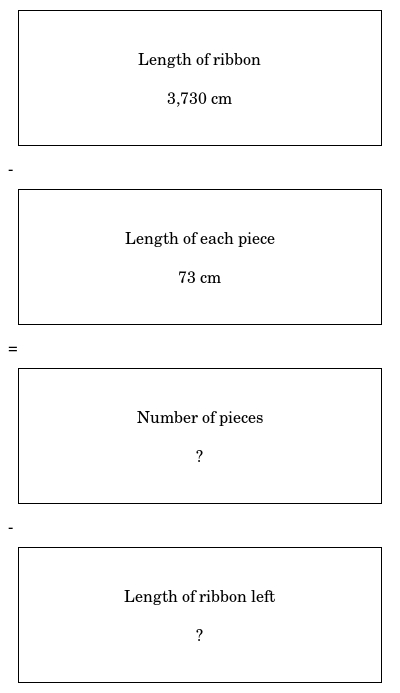 Length of ribbon
3,730 cm
-
Length of each piece
73 cm
=
Number of pieces
?
-
Length of ribbon left
?